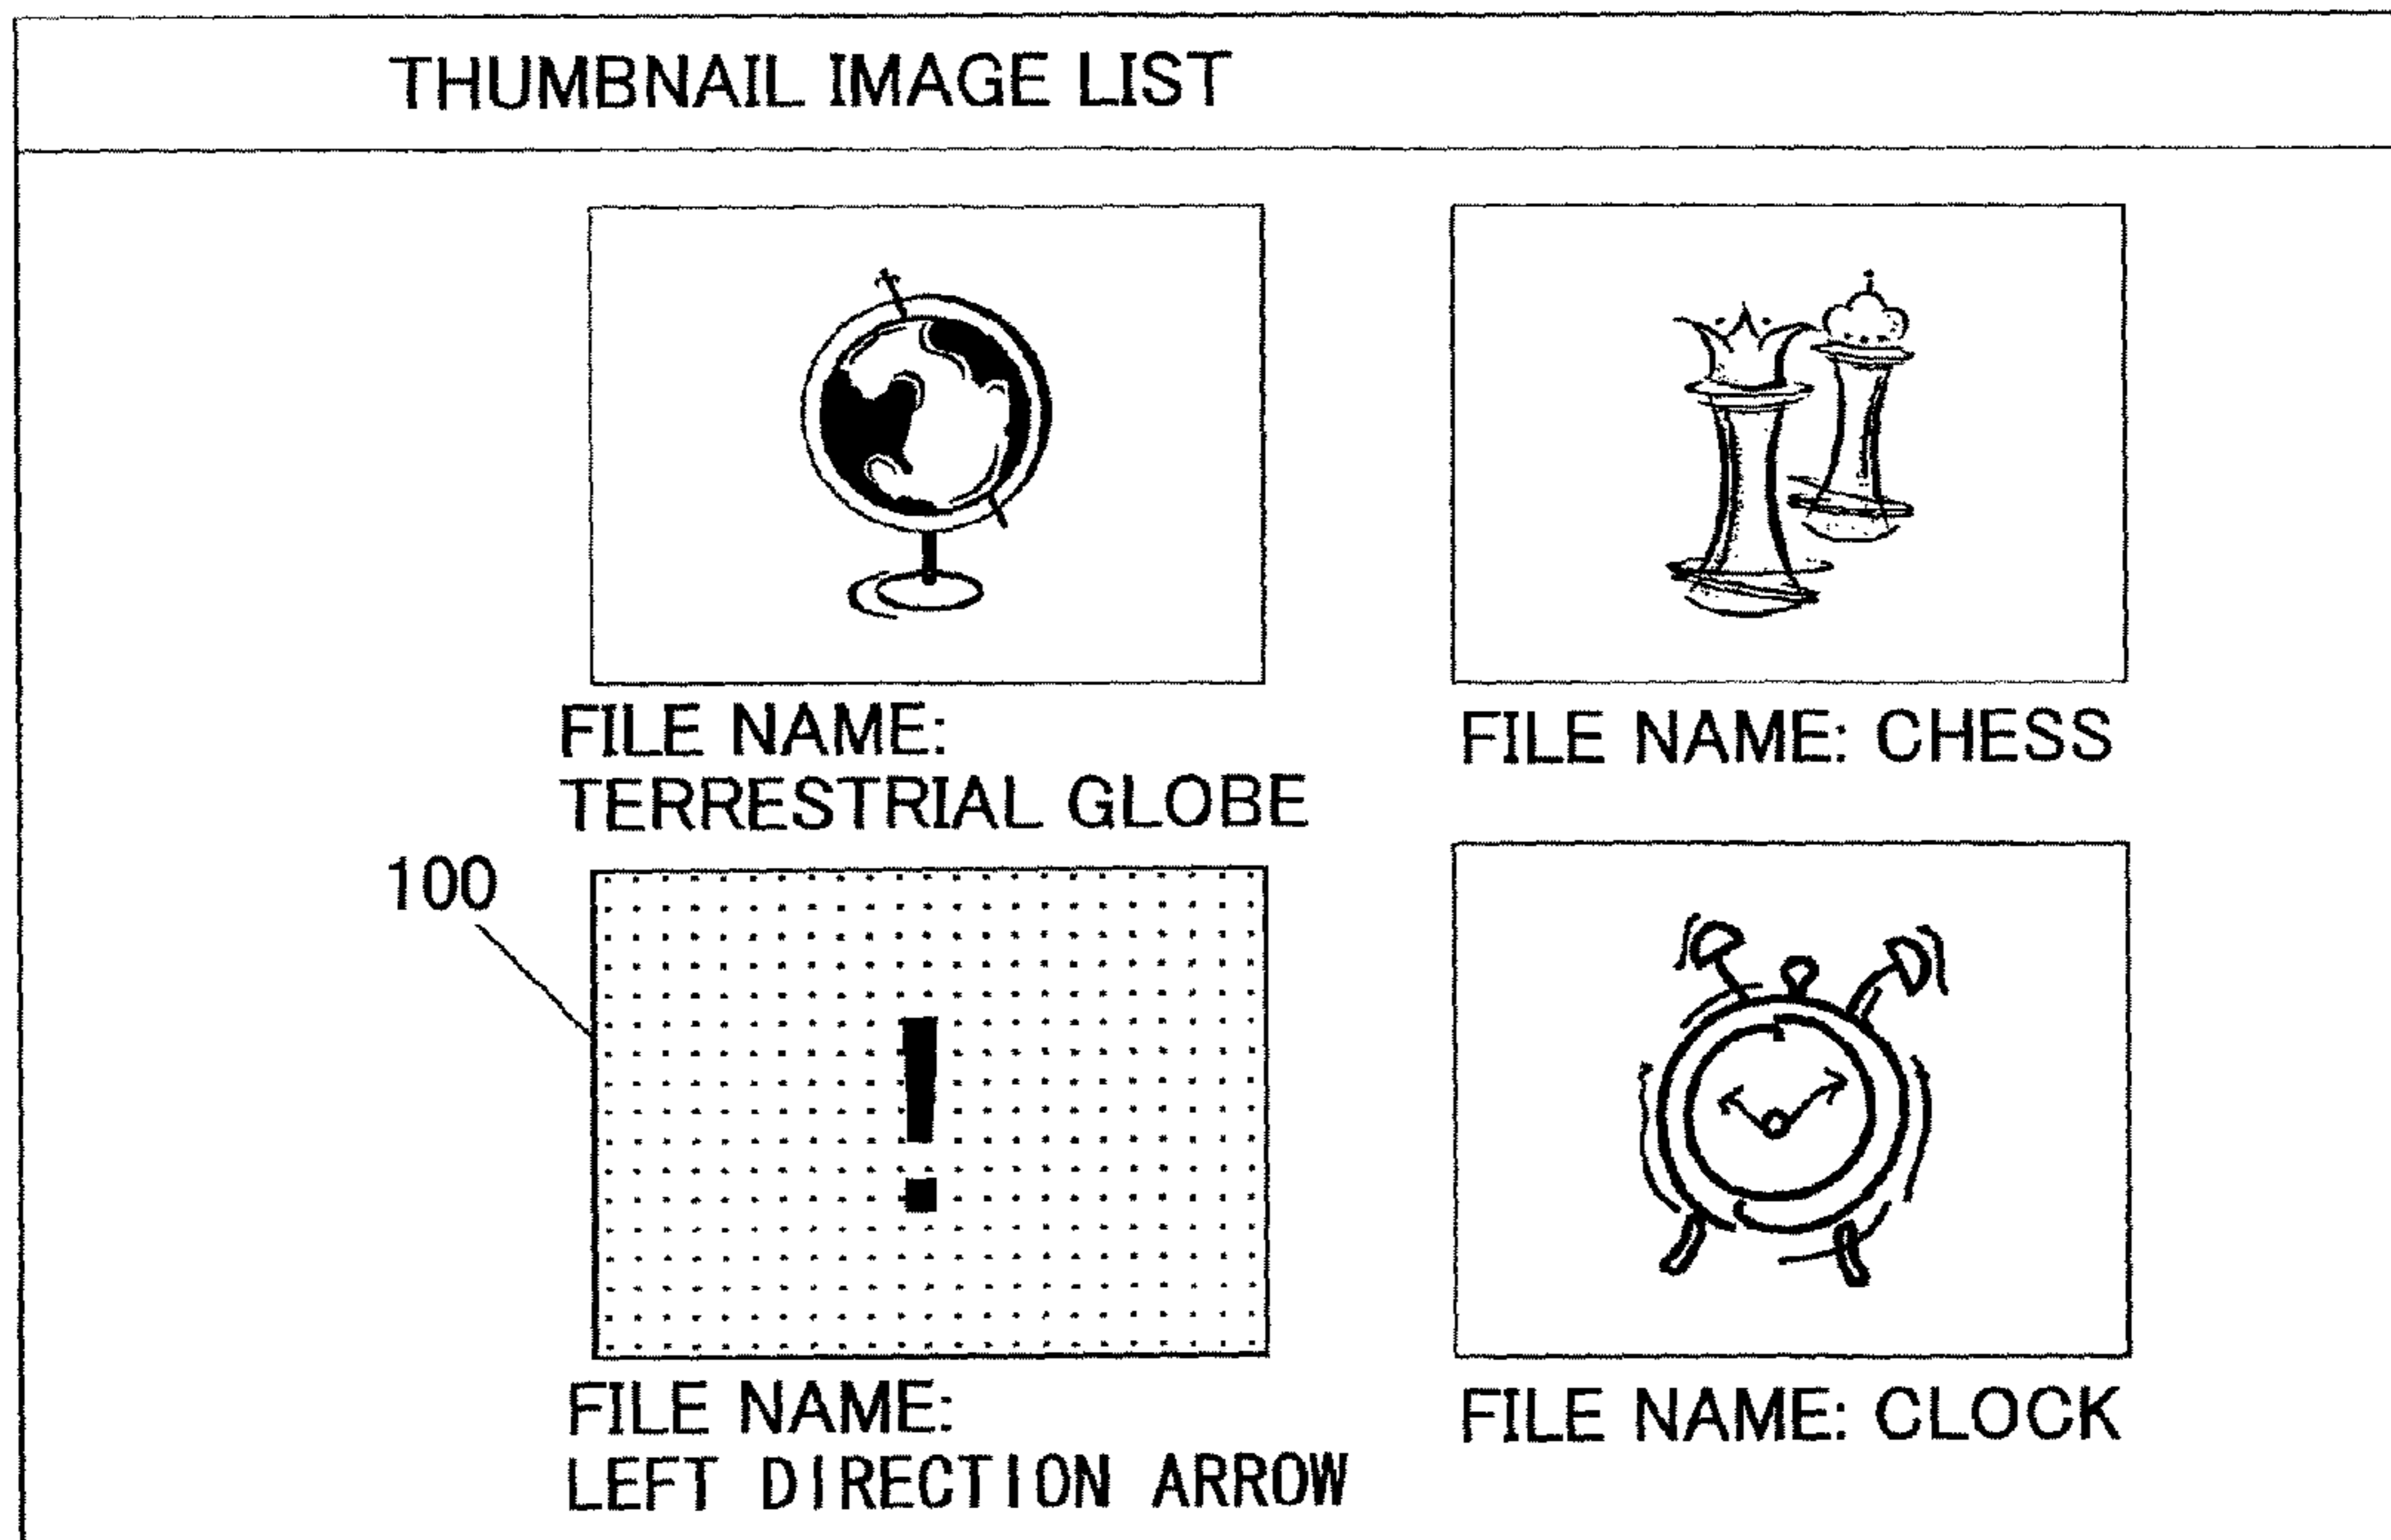 THUMBNAIL IMAGE LIST
FILE NAME:
TERRESTRIAL GLOBE
FILE NAME: CHESS
100
!
FILE NAME:
LEFT DIRECTION ARROW
FILE NAME: CLOCK